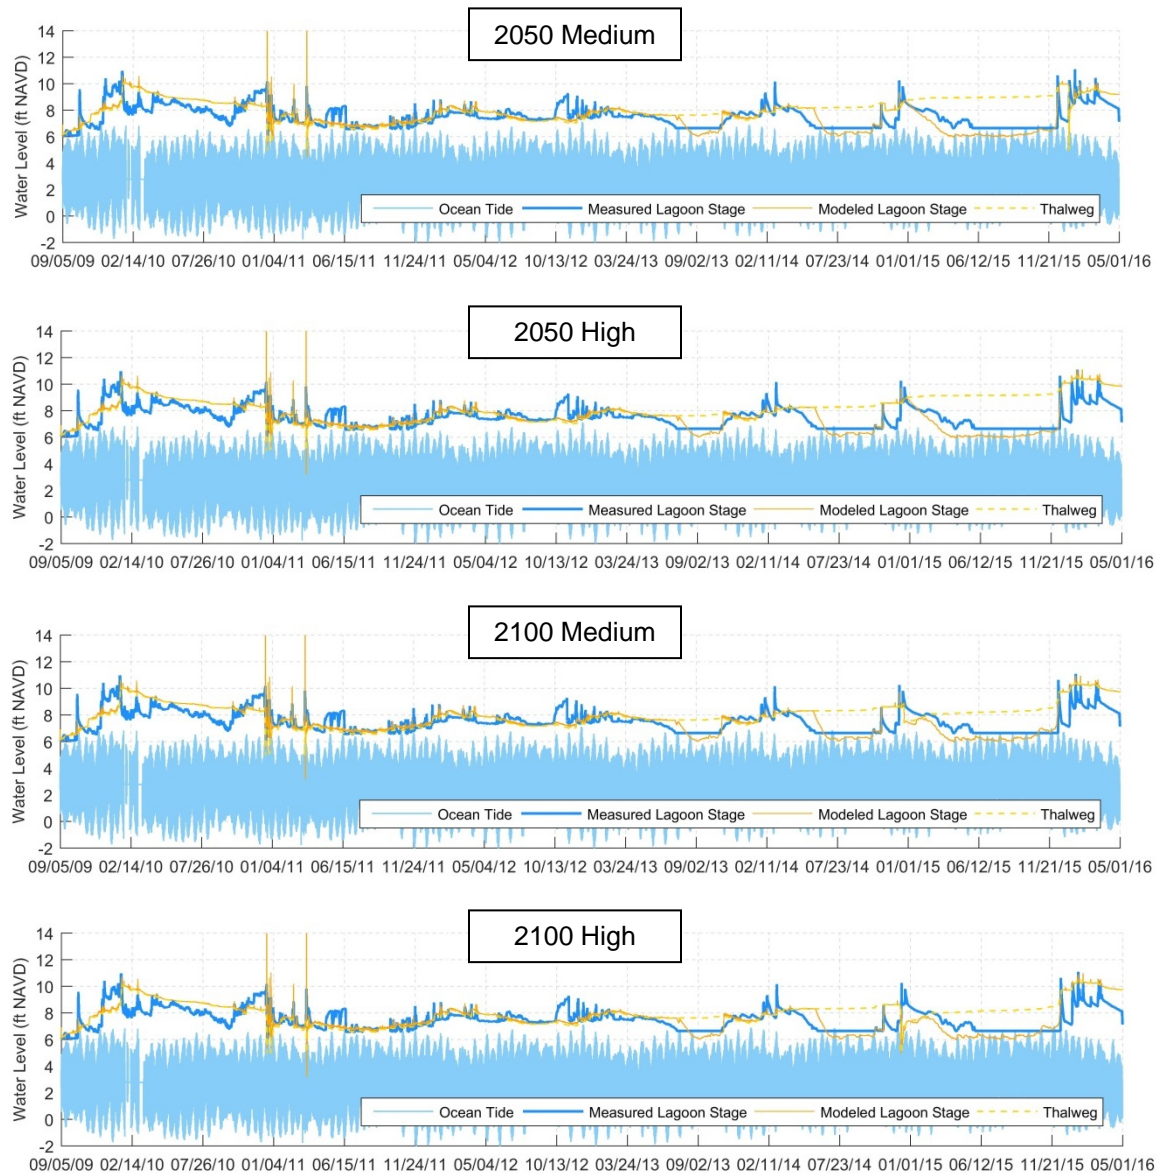 2050 Medium
Water Level (ft NAVD)
14
12
10
8
6
4
2
0
-2
Ocean Tide Measured Lagoon Stage Modeled Lagoon Stage Thalweg
09/05/09 02/14/10 07/26/10 01/04/11 06/15/11 11/24/11 05/04/12 10/13/12 03/24/13 09/02/13 02/11/14 07/23/14 01/01/15 06/12/15 11/21/15 05/01/16
2050 High
Water Level (ft NAVD)
14
12
10
8
6
4
2
0
-2
Ocean Tide Measured Lagoon Stage Modeled Lagoon Stage Thalweg
09/05/09 02/14/10 07/26/10 01/04/11 06/15/11 11/24/11 05/04/12 10/13/12 03/24/13 09/02/13 02/11/14 07/23/14 01/01/15 06/12/15 11/21/15 05/01/16
2100 Medium
Water Level (ft NAVD)
14
12
10
8
6
4
2
0
-2
Ocean Tide Measured Lagoon Stage Modeled Lagoon Stage Thalweg
09/05/09 02/14/10 07/26/10 01/04/11 06/15/11 11/24/11 05/04/12 10/13/12 03/24/13 09/02/13 02/11/14 07/23/14 01/01/15 06/12/15 11/21/15 05/01/16
2100 High
Water Level (ft NAVD)
14
12
10
8
6
4
2
0
-2
Ocean Tide Measured Lagoon Stage Modeled Lagoon Stage Thalweg
09/05/09 02/14/10 07/26/10 01/04/11 06/15/11 11/24/11 05/04/12 10/13/12 03/24/13 09/02/13 02/11/14 07/23/14 01/01/15 06/12/15 11/21/15 05/01/16